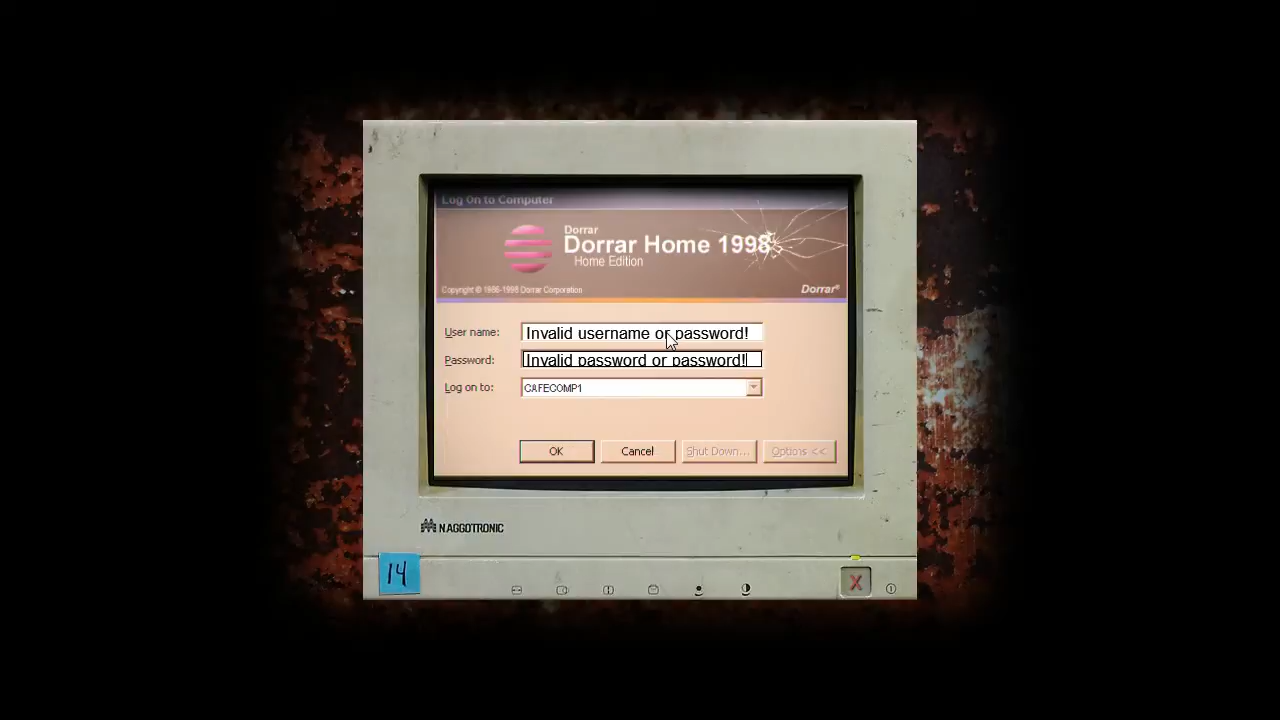 Log On to Computer
Dorrar
Dorrar Home 1998
Home Edition
Copyright © 1986-1998 Dorrar Corporation
Dorrar®
User name: Invalid username or password!
Password: Invalid password or password!
Log on to: CAFECOMP1
OK Cancel Shut Down... Options <<
NAGGOTRONIC
14
X